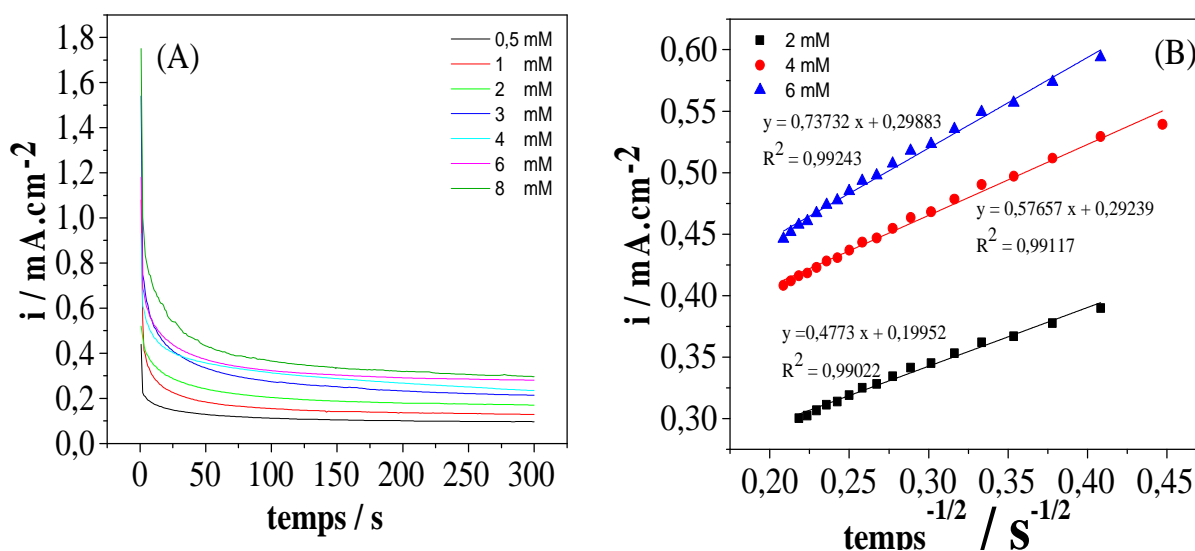 (A)
1,8
1,6
1,4
1,2
1,0
0,8
0,6
0,4
0,2
0,0
i / mA.cm-2
0,5 mM
1 mM
2 mM
3 mM
4 mM
6 mM
8 mM
0 50 100 150 200 250 300
temps / s
(B)
0,60
0,55
0,50
0,45
0,40
0,35
0,30
i / mA.cm-2
2 mM
4 mM
6 mM
y = 0,73732 x + 0,29883
R² = 0,99243
y = 0,57657 x + 0,29239
R² = 0,99117
y =0,4773 x + 0,19952
R² = 0,99022
0,20 0,25 0,30 0,35 0,40 0,45
temps-1/2 / s-1/2